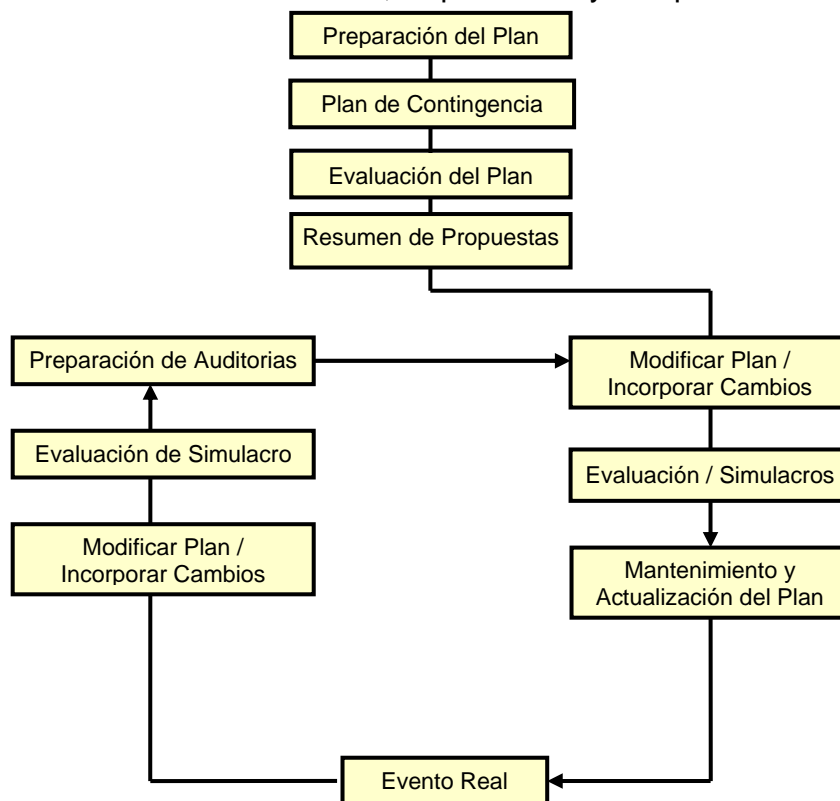 Preparación del Plan
Plan de Contingencia
Evaluación del Plan
Resumen de Propuestas
Preparación de Auditorias
Modificar Plan /
Incorporar Cambios
Evaluación de Simulacro
Evaluación / Simulacros
Modificar Plan /
Incorporar Cambios
Mantenimiento y
Actualización del Plan
Evento Real